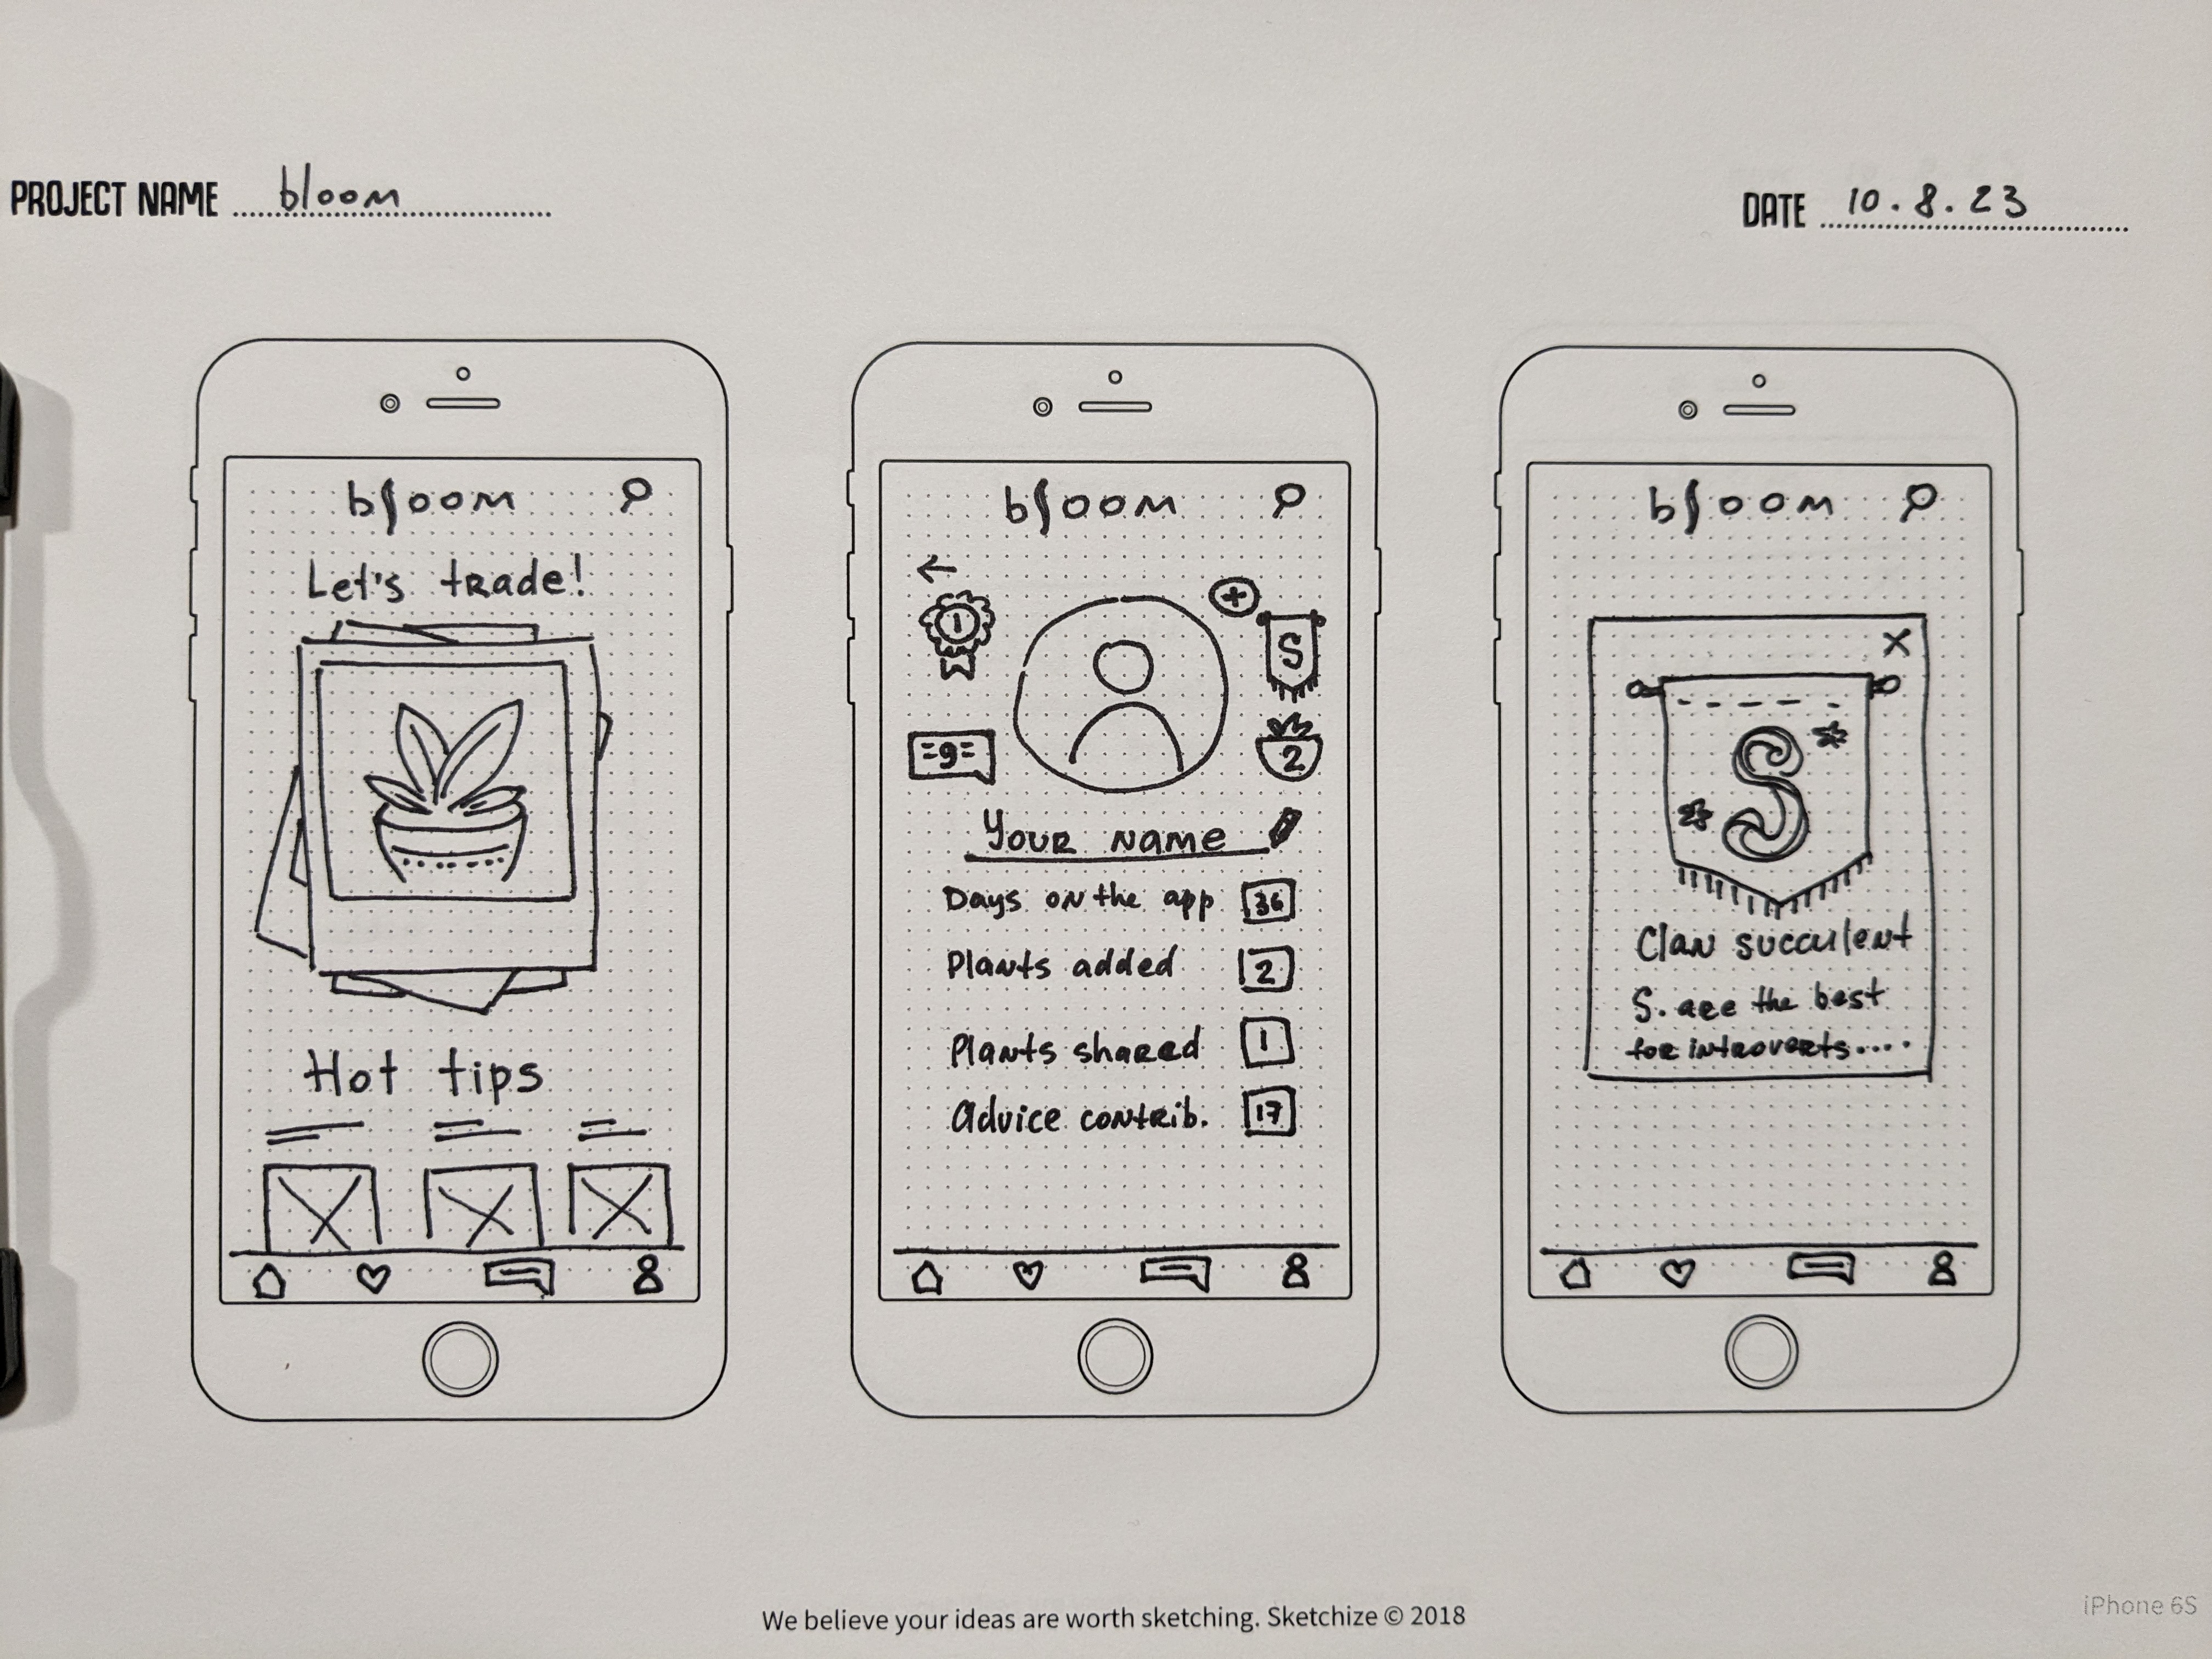 PROJECT NAME bloom
DATE 10.8.23
bloom
Let's trade!
Hot tips
bloom
1
S
=9=
2
Your name
Days on the app 36
Plants added 2
Plants shared 1
Advice contrib. 17
bloom
X
S
Clan succulent
S. are the best
for introverts....
We believe your ideas are worth sketching. Sketchize © 2018
iPhone 6S